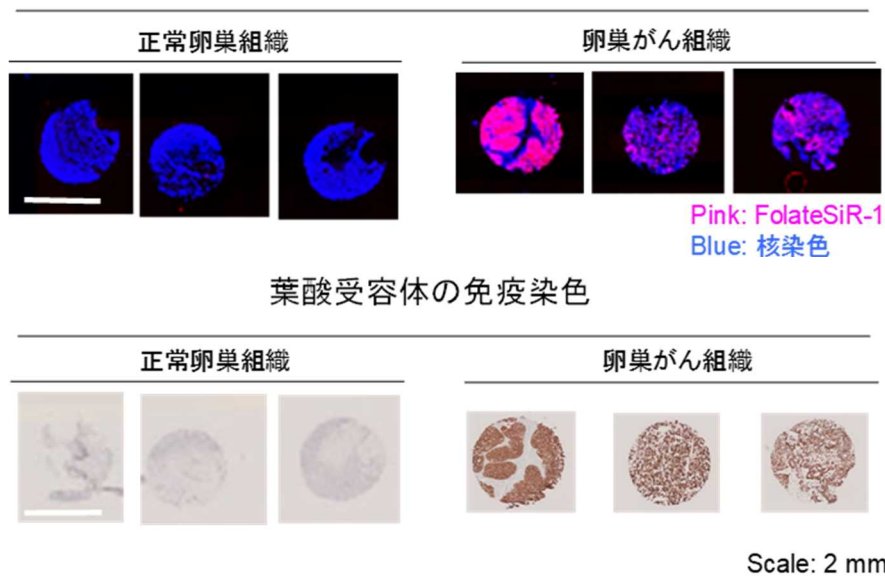 正常卵巣組織
卵巣がん組織
Pink: FolateSiR-1
Blue: 核染色
葉酸受容体の免疫染色
正常卵巣組織
卵巣がん組織
Scale: 2 mm